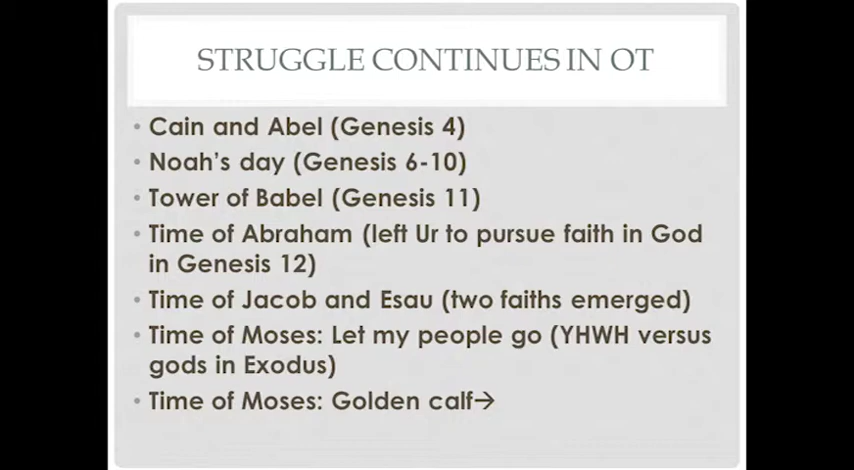 STRUGGLE CONTINUES IN OT
• Cain and Abel (Genesis 4)
• Noah's day (Genesis 6-10)
• Tower of Babel (Genesis 11)
• Time of Abraham (left Ur to pursue faith in God
in Genesis 12)
• Time of Jacob and Esau (two faiths emerged)
• Time of Moses: Let my people go (YHWH versus
gods in Exodus)
• Time of Moses: Golden calf→